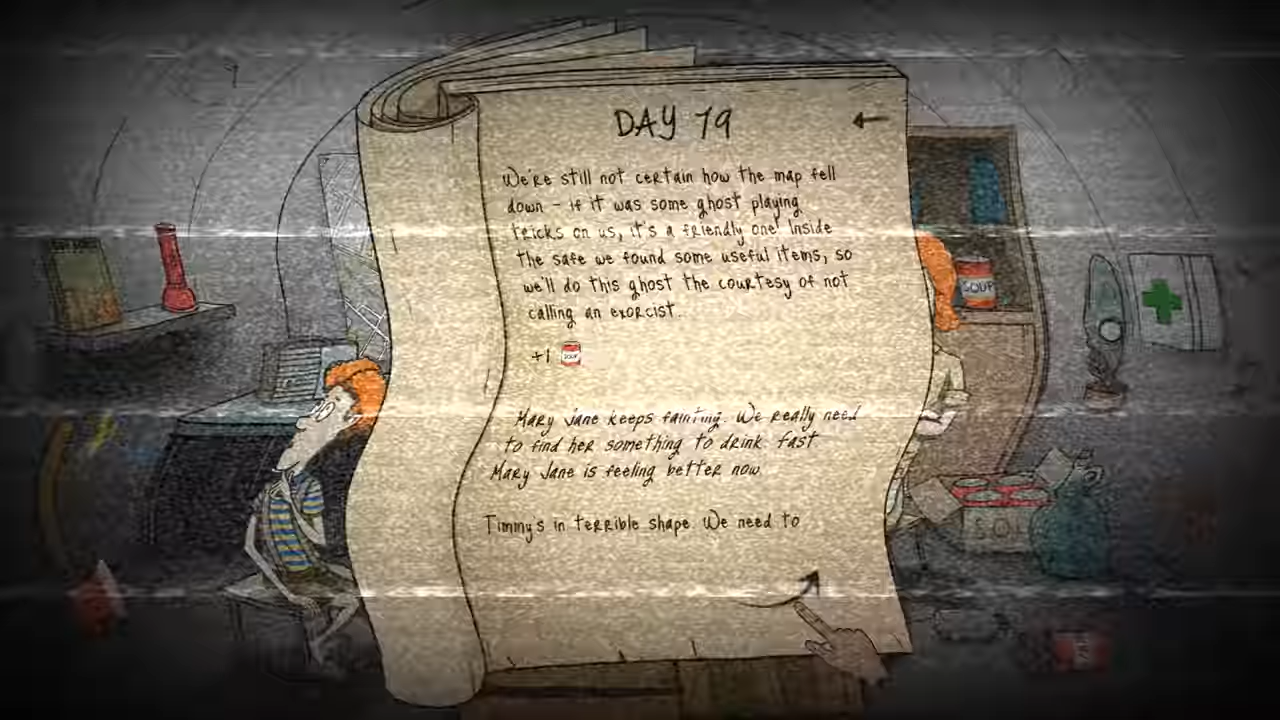 DAY 79
We're still not certain how the map fell
down - if it was some ghost playing
tricks on us, it's a friendly one! Inside
the safe we found some useful items, so
we'll do this ghost the courtesy of not
calling an exorcist.
+1 SOUP
Mary Jane keeps fainting. We really need
to find her something to drink fast
Mary Jane is feeling better now.
Timmy's in terrible shape. We need to
SOUP